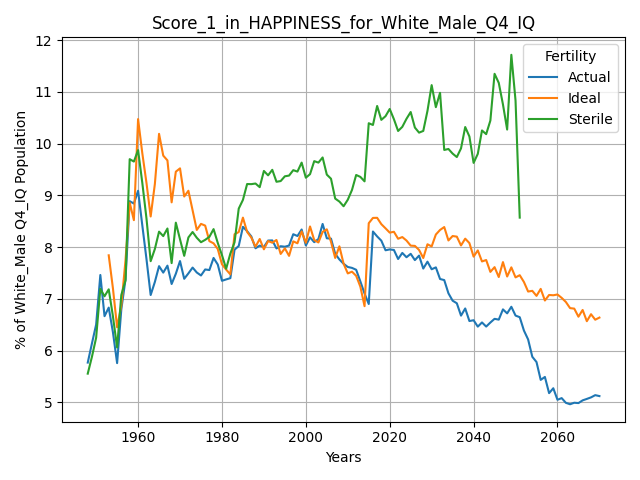 Score_1_in_HAPPINESS_for_White_Male_Q4_IQ
% of White_Male Q4_IQ Population
12
11
10
9
8
7
6
5
Fertility
Actual
Ideal
Sterile
1960 1980 2000 2020 2040 2060
Years